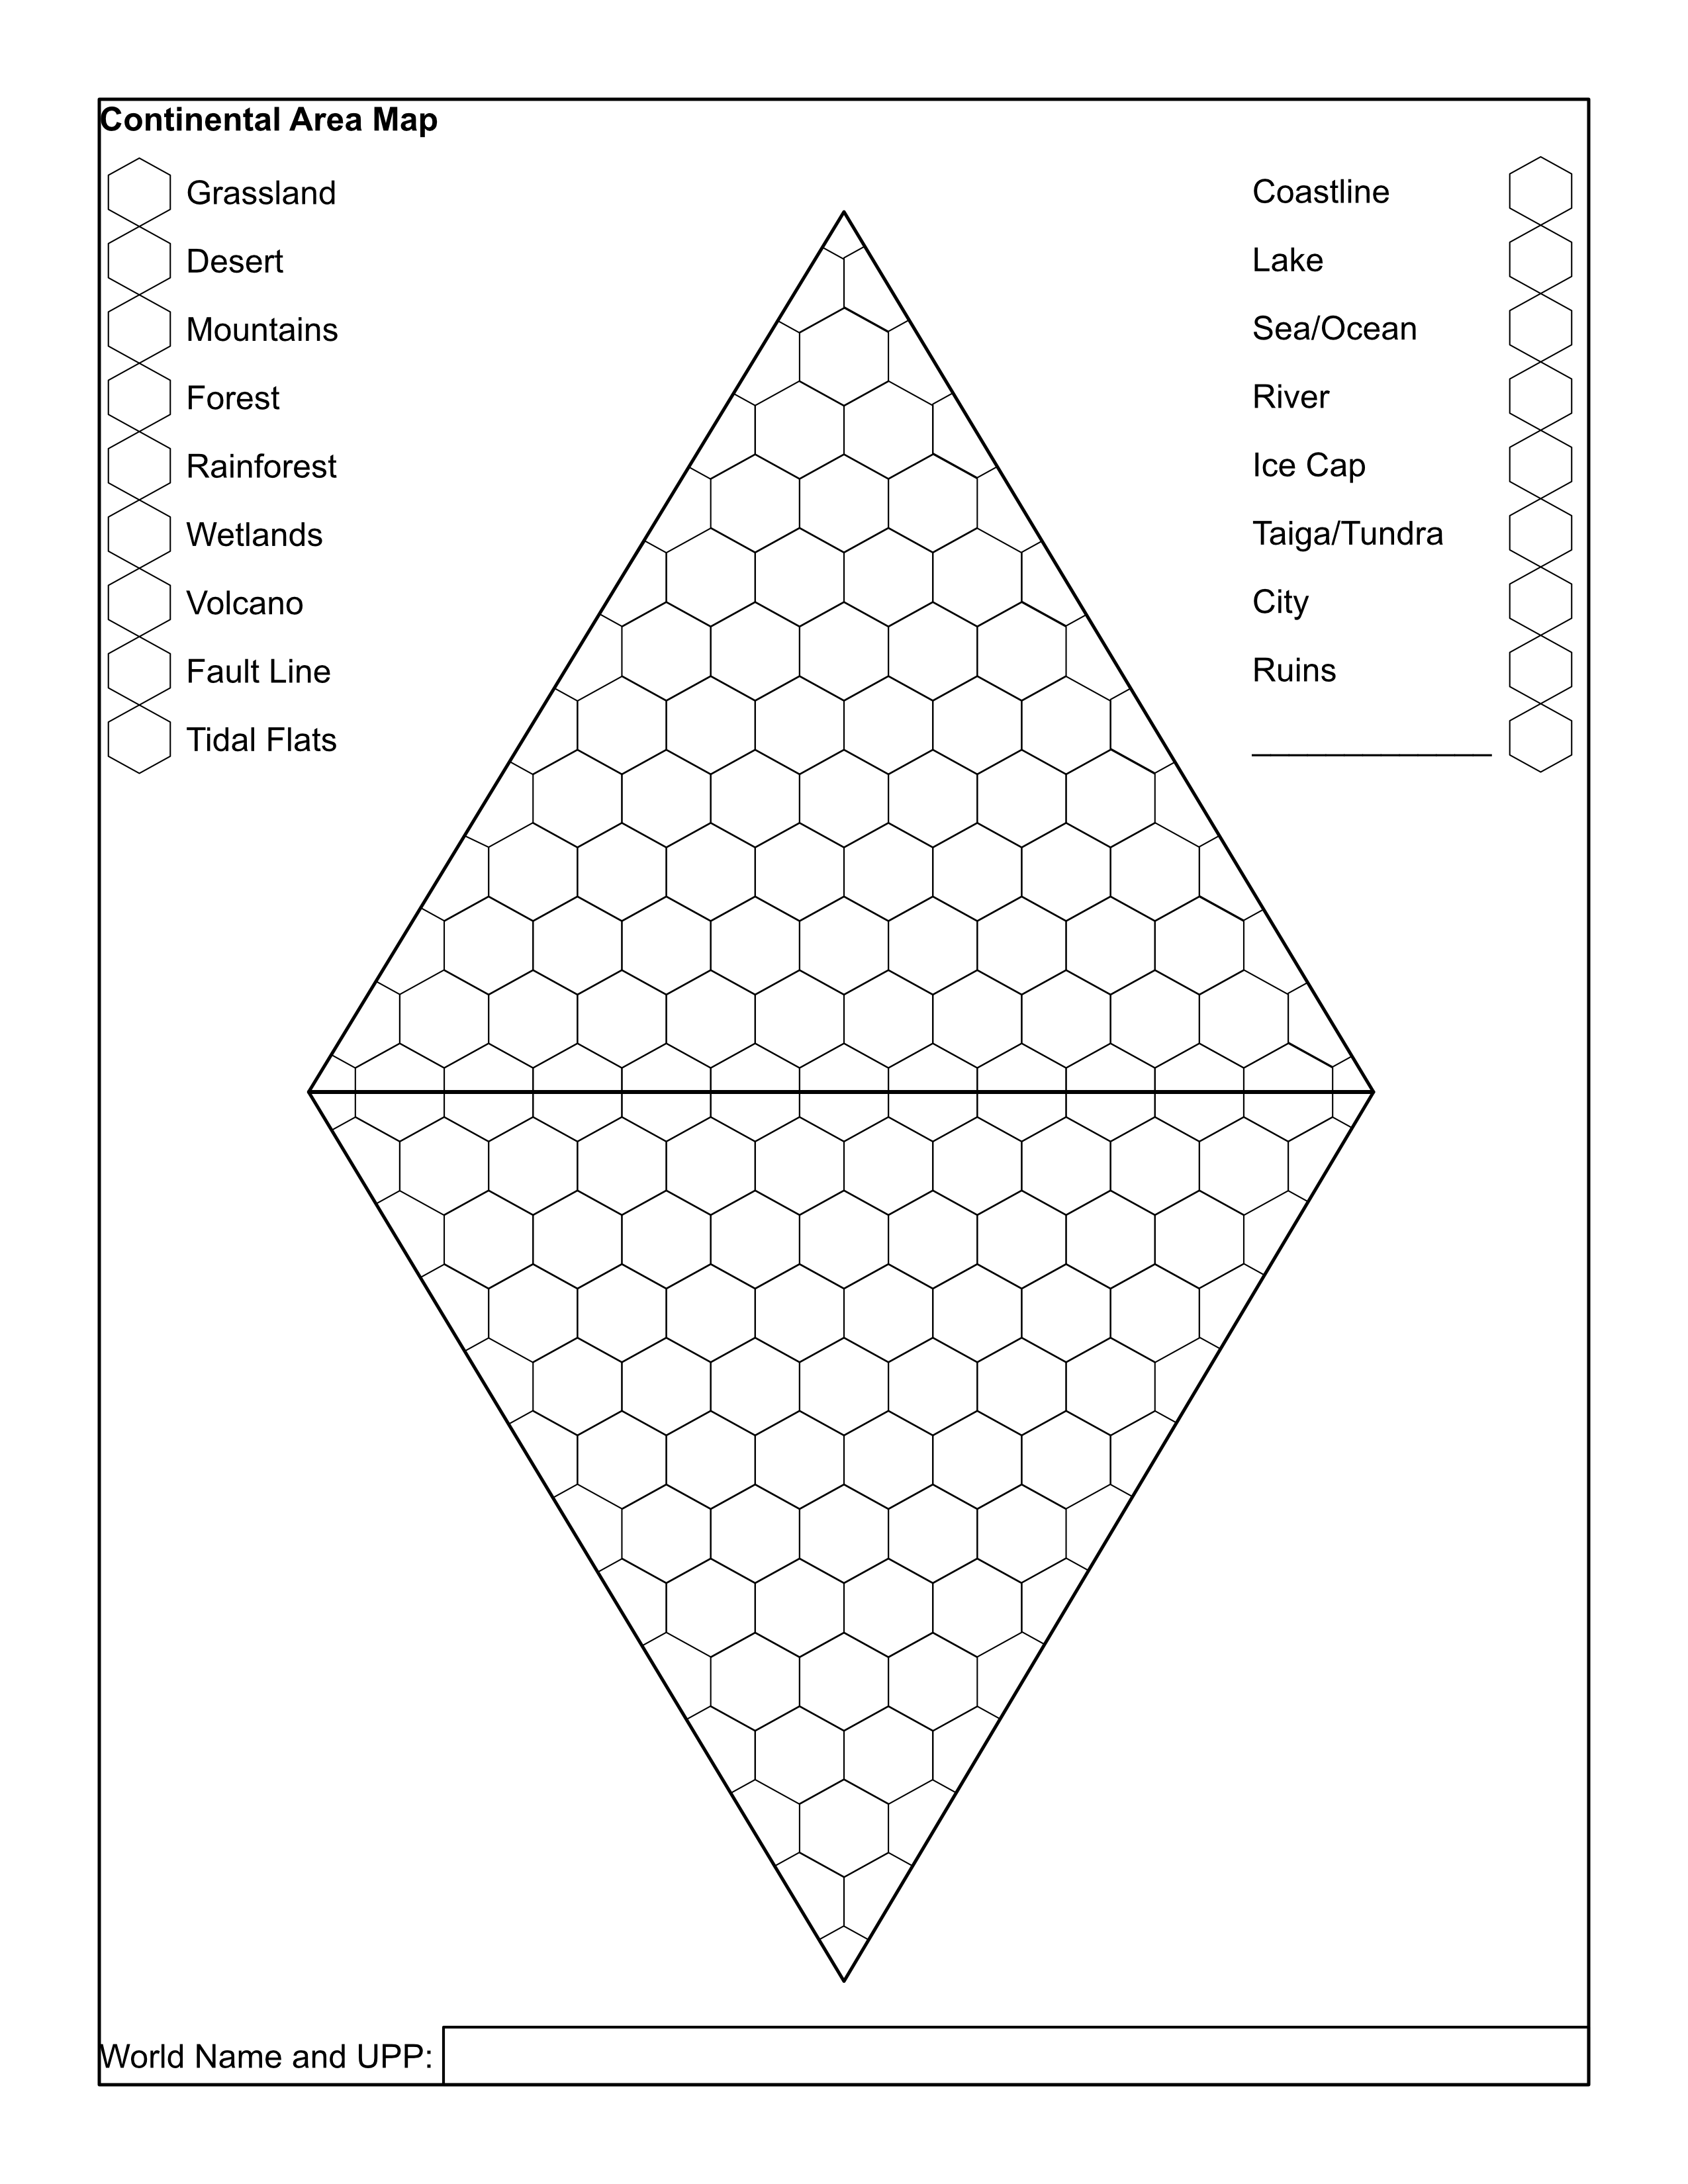 Continental Area Map
Grassland
Desert
Mountains
Forest
Rainforest
Wetlands
Volcano
Fault Line
Tidal Flats
Coastline
Lake
Sea/Ocean
River
Ice Cap
Taiga/Tundra
City
Ruins
World Name and UPP: